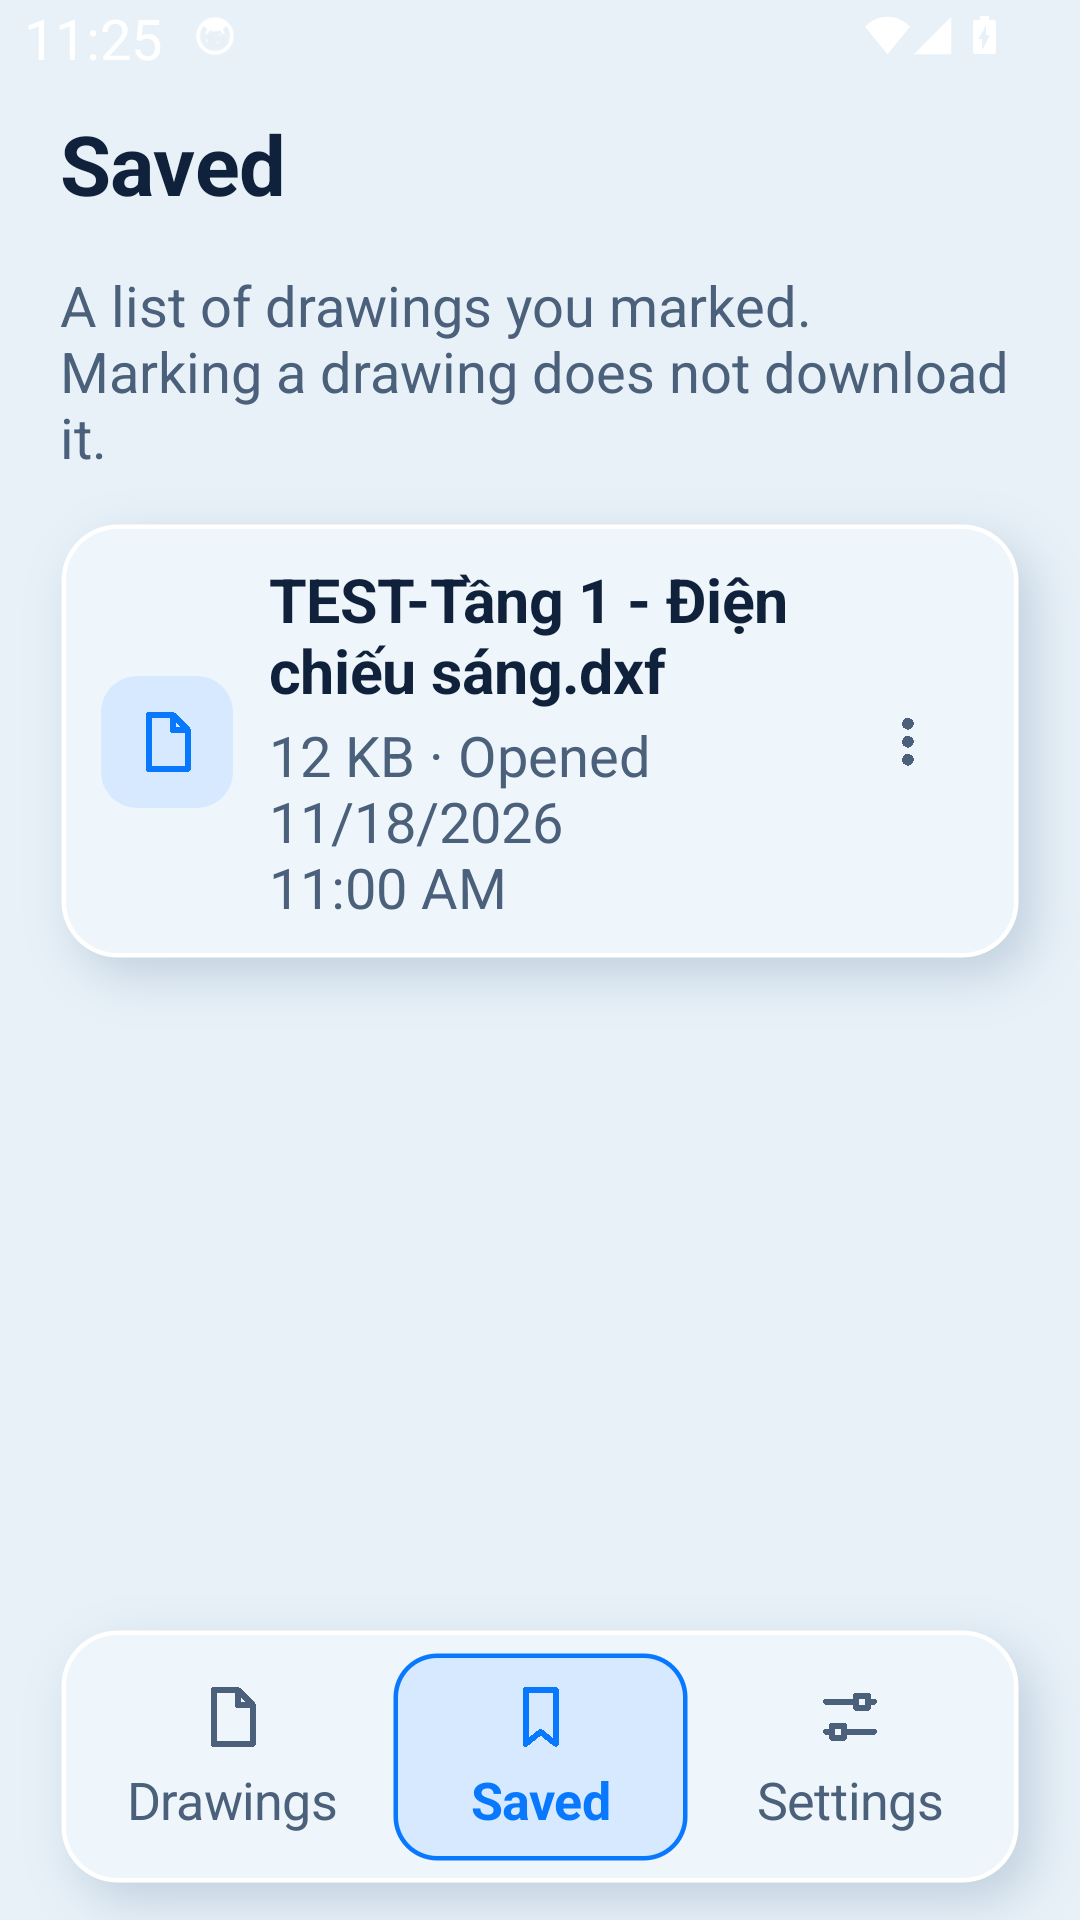 11:25
Saved
A list of drawings you marked.
Marking a drawing does not download
it.
TEST-Tầng 1 - Điện
chiếu sáng.dxf
12 KB · Opened
11/18/2026
11:00 AM
Drawings
Saved
Settings